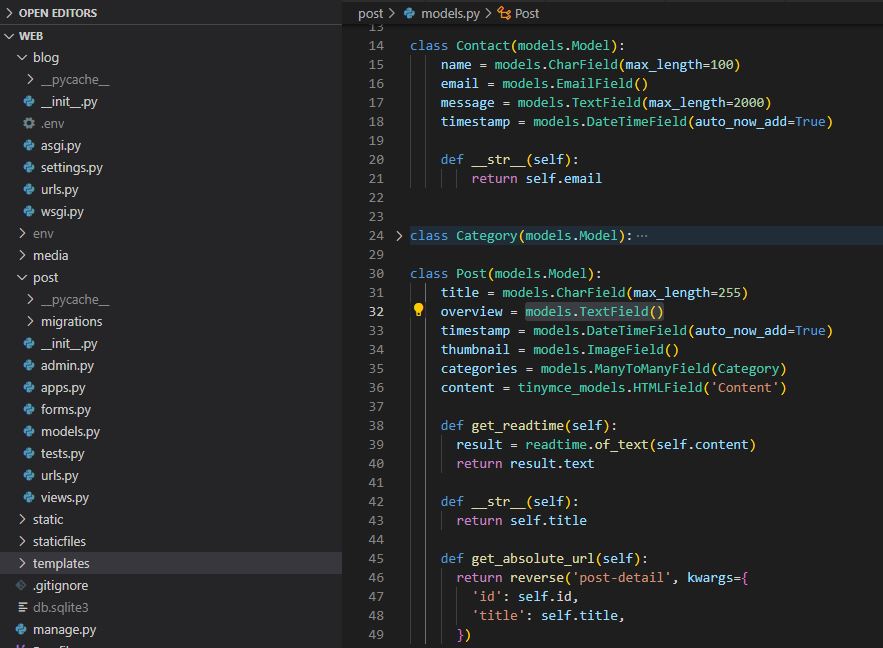 OPEN EDITORS
WEB
blog
__pycache__
__init__.py
.env
asgi.py
settings.py
urls.py
wsgi.py
env
media
post
__pycache__
migrations
__init__.py
admin.py
apps.py
forms.py
models.py
tests.py
urls.py
views.py
static
staticfiles
templates
.gitignore
db.sqlite3
manage.py
post > models.py > Post
13
14 class Contact(models.Model):
15     name = models.CharField(max_length=100)
16     email = models.EmailField()
17     message = models.TextField(max_length=2000)
18     timestamp = models.DateTimeField(auto_now_add=True)
19
20     def __str__(self):
21         return self.email
22
23
24 class Category(models.Model): ...
29
30 class Post(models.Model):
31     title = models.CharField(max_length=255)
32     overview = models.TextField()
33     timestamp = models.DateTimeField(auto_now_add=True)
34     thumbnail = models.ImageField()
35     categories = models.ManyToManyField(Category)
36     content = tinymce_models.HTMLField('Content')
37
38     def get_readtime(self):
39       result = readtime.of_text(self.content)
40       return result.text
41
42     def __str__(self):
43       return self.title
44
45     def get_absolute_url(self):
46       return reverse('post-detail', kwargs={
47         'id': self.id,
48         'title': self.title,
49       })